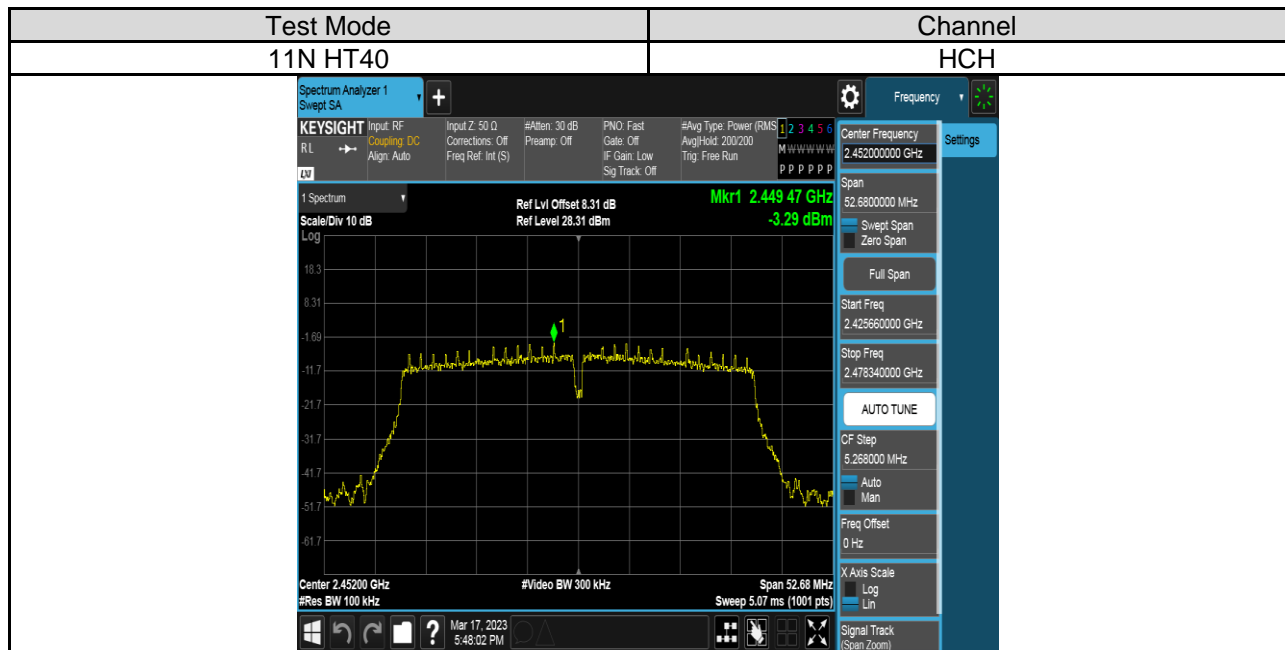 Test Mode
Channel
11N HT40
HCH
Spectrum Analyzer 1
Swept SA
+
Frequency
KEYSIGHT
RL
LXI
Input: RF
Coupling: DC
Align: Auto
Input Z: 50 Ω
Corrections: Off
Freq Ref: Int (S)
#Atten: 30 dB
Preamp: Off
PNO: Fast
Gate: Off
IF Gain: Low
Sig Track: Off
#Avg Type: Power (RMS
Avg|Hold: 200/200
Trig: Free Run
1 2 3 4 5 6
M W W W W W
P P P P P P
Center Frequency
2.452000000 GHz
Settings
Span
52.6800000 MHz
Swept Span
Zero Span
Full Span
Start Freq
2.425660000 GHz
Stop Freq
2.478340000 GHz
AUTO TUNE
CF Step
5.268000 MHz
Auto
Man
Freq Offset
0 Hz
X Axis Scale
Log
Lin
Signal Track
(Span Zoom)
1 Spectrum
Scale/Div 10 dB
Log
Ref Lvl Offset 8.31 dB
Ref Level 28.31 dBm
Mkr1 2.449 47 GHz
-3.29 dBm
18.3
8.31
1
-1.69
-11.7
-21.7
-31.7
-41.7
-51.7
-61.7
Center 2.45200 GHz
#Res BW 100 kHz
#Video BW 300 kHz
Span 52.68 MHz
Sweep 5.07 ms (1001 pts)
?
Mar 17, 2023
5:48:02 PM